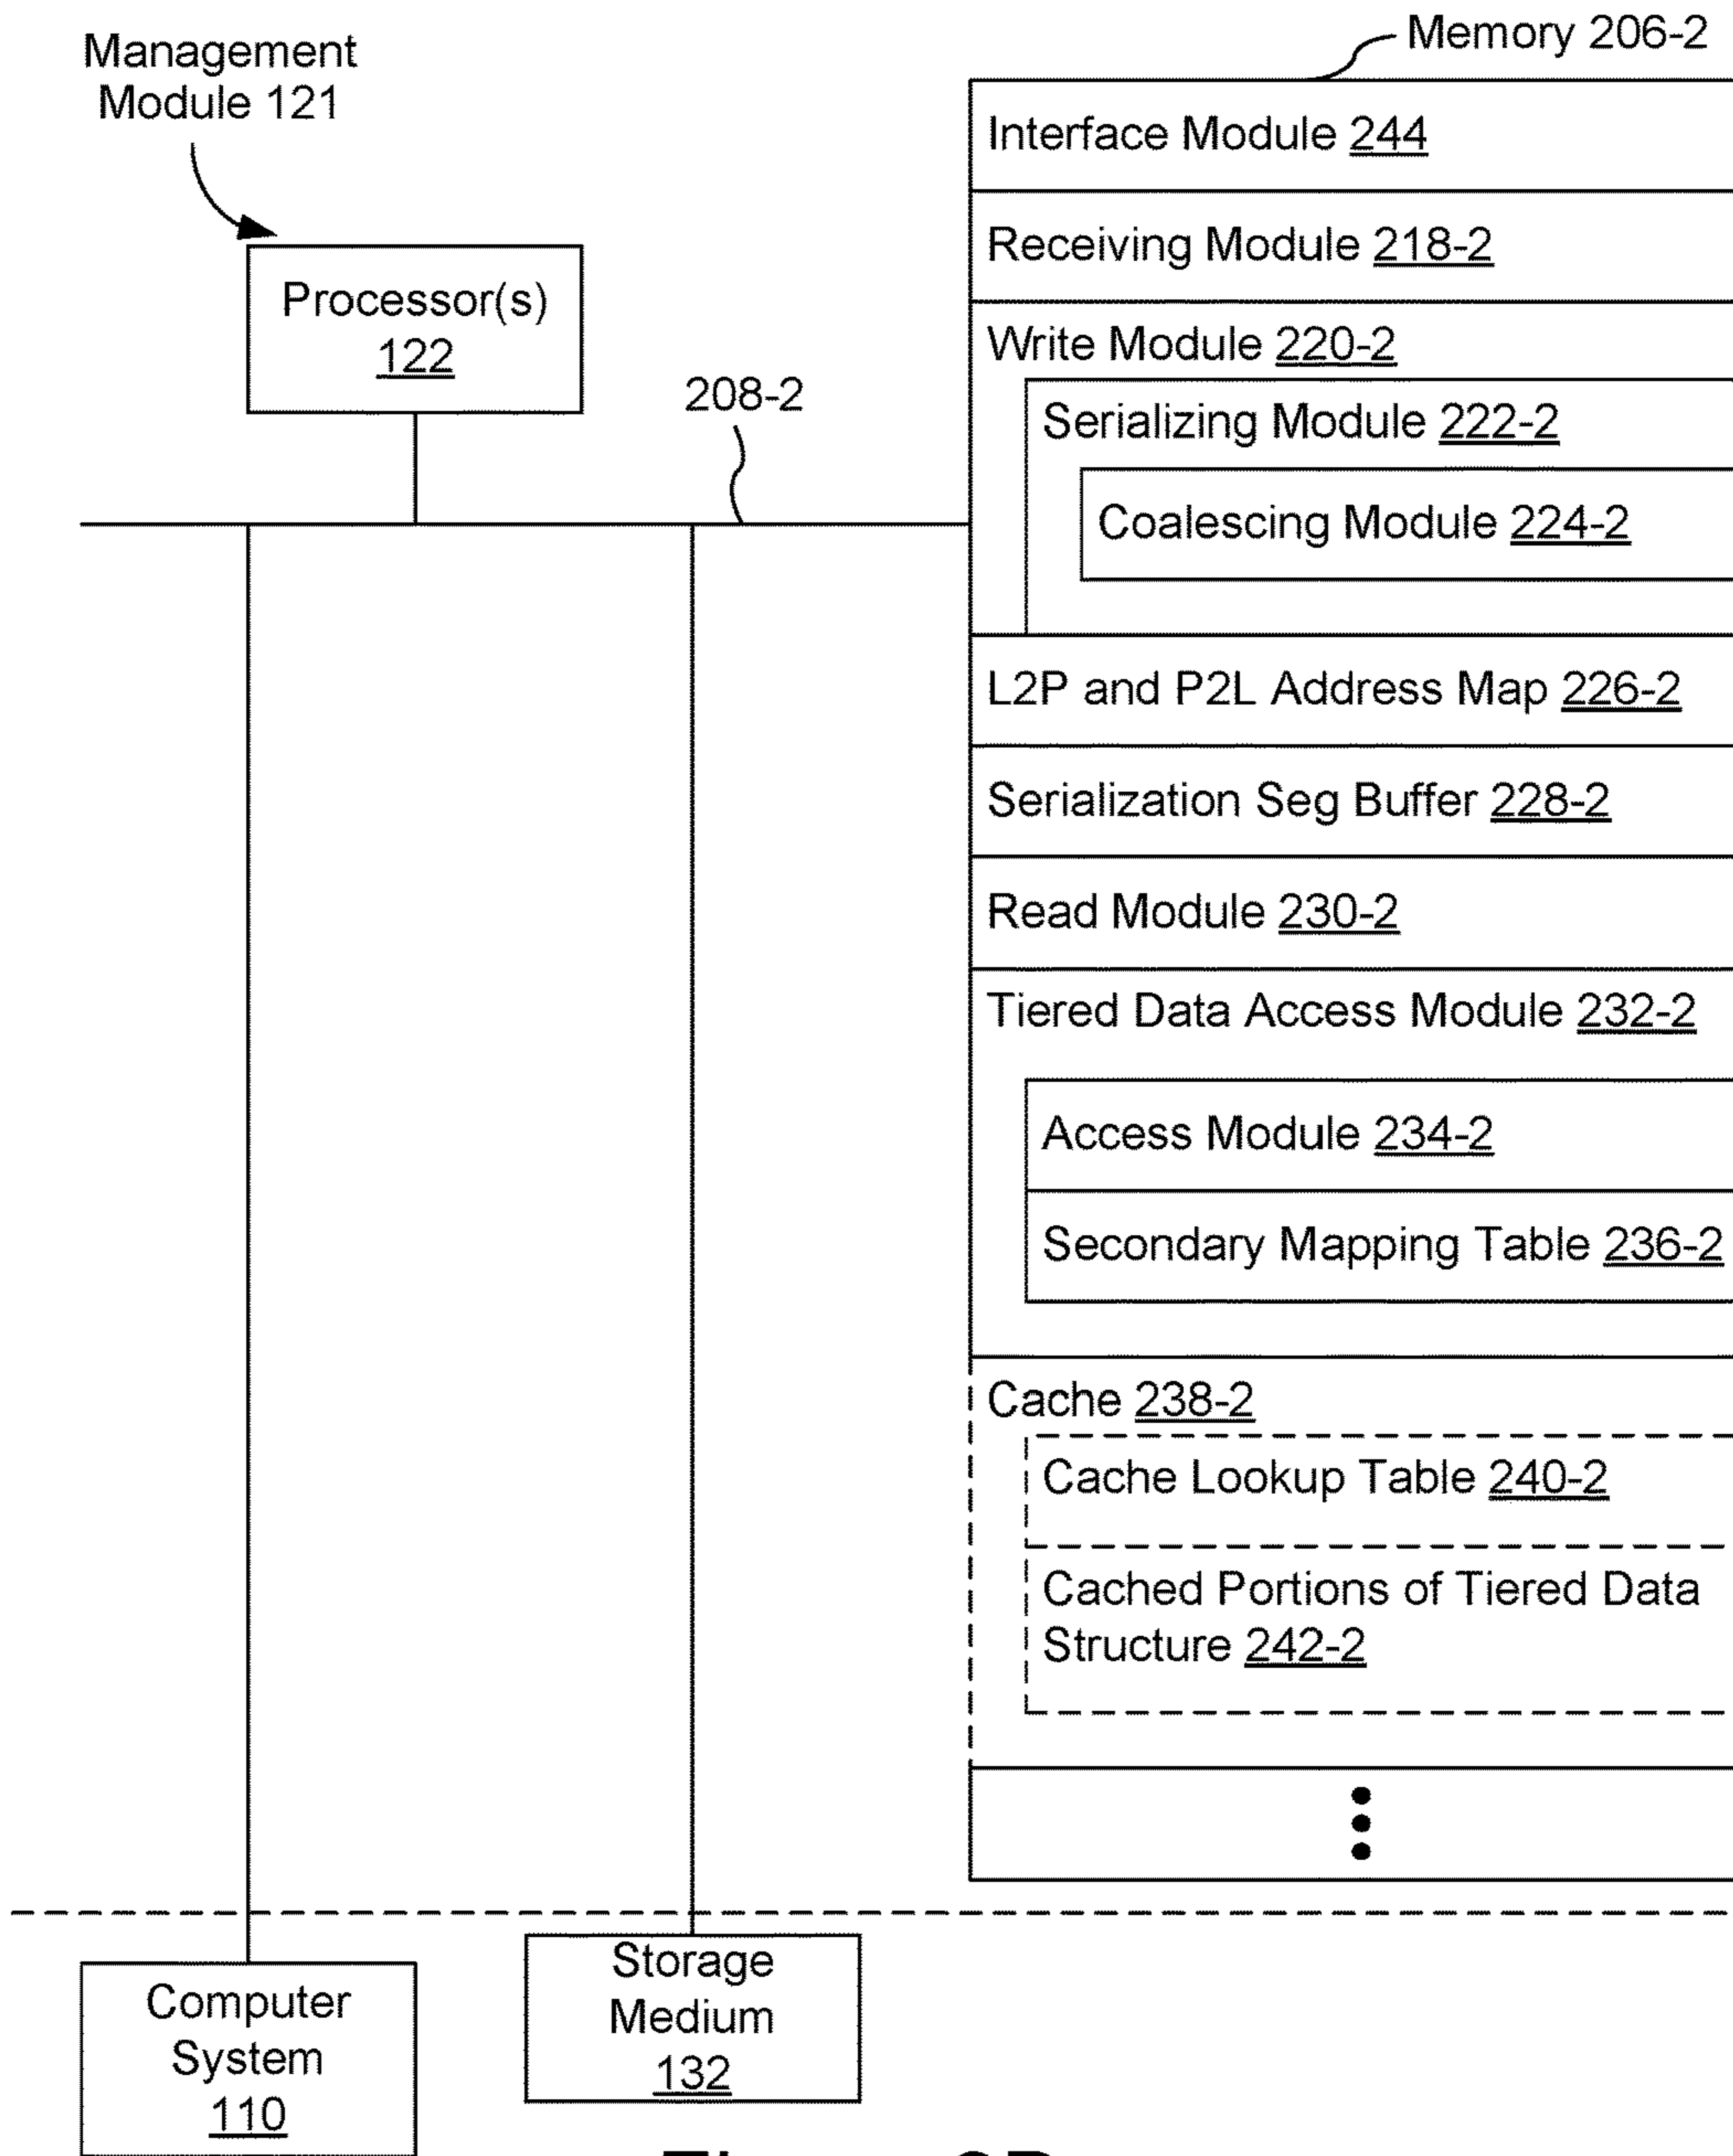 Management
Module 121
Memory 206-2
Interface Module 244
Receiving Module 218-2
Processor(s)
122
Write Module 220-2
208-2
Serializing Module 222-2
Coalescing Module 224-2
L2P and P2L Address Map 226-2
Serialization Seg Buffer 228-2
Read Module 230-2
Tiered Data Access Module 232-2
Access Module 234-2
Secondary Mapping Table 236-2
Cache 238-2
Cache Lookup Table 240-2
Cached Portions of Tiered Data
Structure 242-2
Computer
System
110
Storage
Medium
132